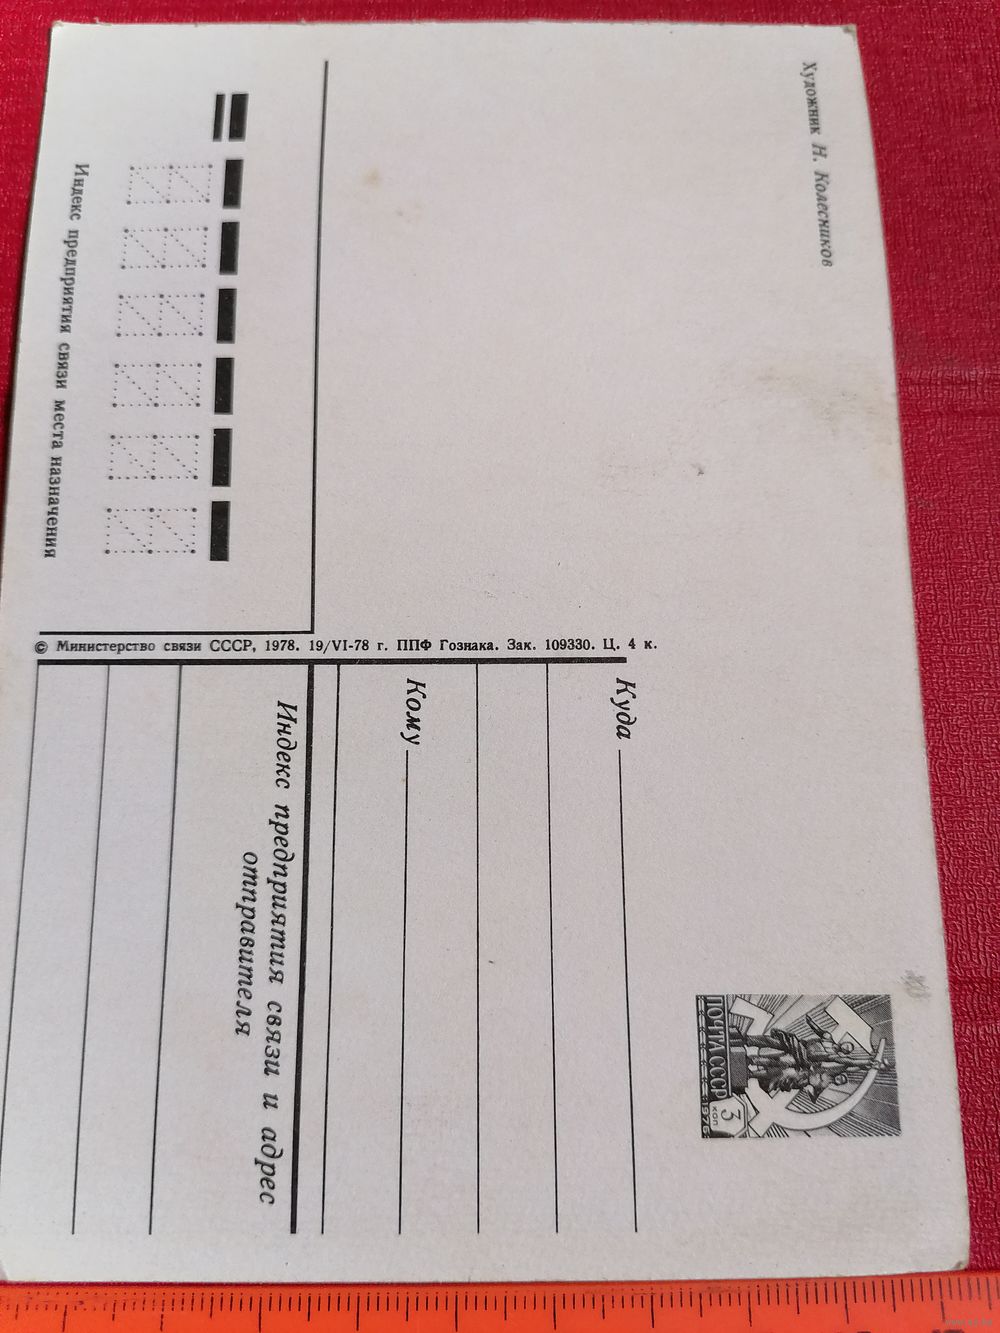 Художник Н. Колесников
Индекс предприятия связи места назначения
© Министерство связи СССР, 1978. 19/VI-78 г. ППФ Гознака. Зак. 109330. Ц. 4 к.
ПОЧТА СССР
3
КОП
1976
Куда
Кому
Индекс предприятия связи и адрес
отправителя